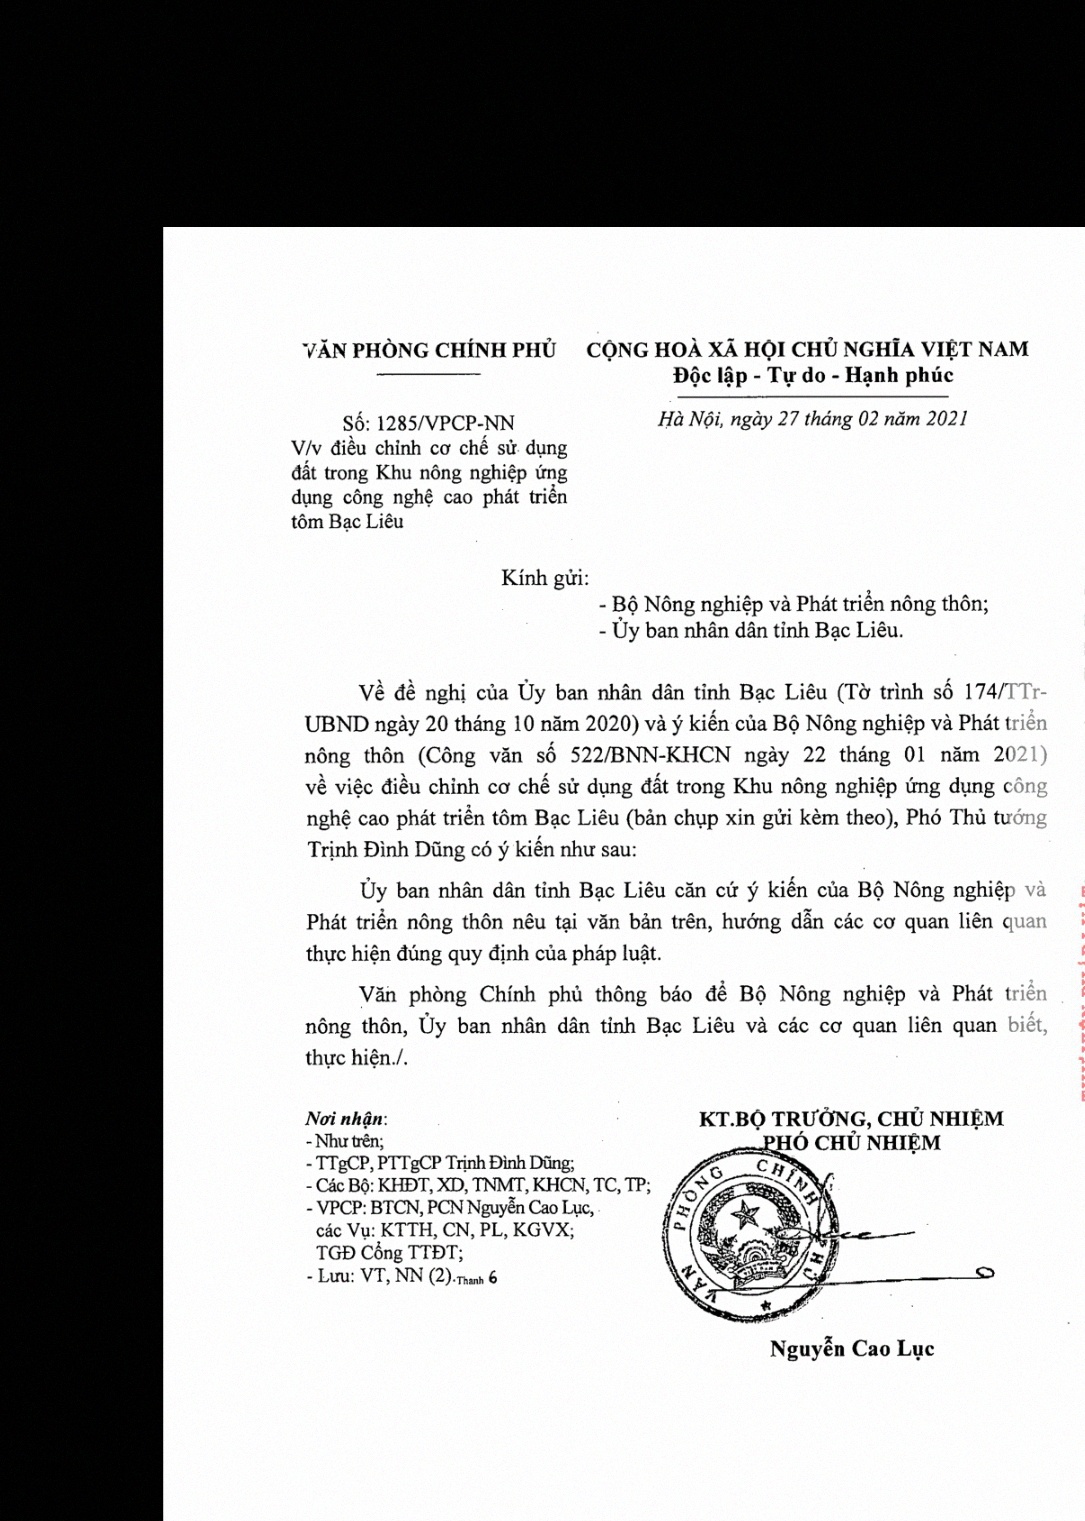 VĂN PHÒNG CHÍNH PHỦ
CỘNG HOÀ XÃ HỘI CHỦ NGHĨA VIỆT NAM
Độc lập - Tự do - Hạnh phúc
Số: 1285/VPCP-NN
V/v điều chỉnh cơ chế sử dụng
đất trong Khu nông nghiệp ứng
dụng công nghệ cao phát triển
tôm Bạc Liêu
Hà Nội, ngày 27 tháng 02 năm 2021
Kính gửi:
- Bộ Nông nghiệp và Phát triển nông thôn;
- Ủy ban nhân dân tỉnh Bạc Liêu.
Về đề nghị của Ủy ban nhân dân tỉnh Bạc Liêu (Tờ trình số 174/TTr-
UBND ngày 20 tháng 10 năm 2020) và ý kiến của Bộ Nông nghiệp và Phát triển
nông thôn (Công văn số 522/BNN-KHCN ngày 22 tháng 01 năm 2021)
về việc điều chỉnh cơ chế sử dụng đất trong Khu nông nghiệp ứng dụng công
nghệ cao phát triển tôm Bạc Liêu (bản chụp xin gửi kèm theo), Phó Thủ tướng
Trịnh Đình Dũng có ý kiến như sau:
Ủy ban nhân dân tỉnh Bạc Liêu căn cứ ý kiến của Bộ Nông nghiệp và
Phát triển nông thôn nêu tại văn bản trên, hướng dẫn các cơ quan liên quan
thực hiện đúng quy định của pháp luật.
Văn phòng Chính phủ thông báo để Bộ Nông nghiệp và Phát triển
nông thôn, Ủy ban nhân dân tỉnh Bạc Liêu và các cơ quan liên quan biết,
thực hiện./.
Nơi nhận:
- Như trên;
- TTgCP, PTTgCP Trịnh Đình Dũng;
- Các Bộ: KHĐT, XD, TNMT, KHCN, TC, TP;
- VPCP: BTCN, PCN Nguyễn Cao Lục,
các Vụ: KTTH, CN, PL, KGVX;
TGĐ Cổng TTĐT;
- Lưu: VT, NN (2).Thanh 6
KT.BỘ TRƯỞNG, CHỦ NHIỆM
PHÓ CHỦ NHIỆM
VĂN PHÒNG CHÍNH PHỦ
Nguyễn Cao Lục